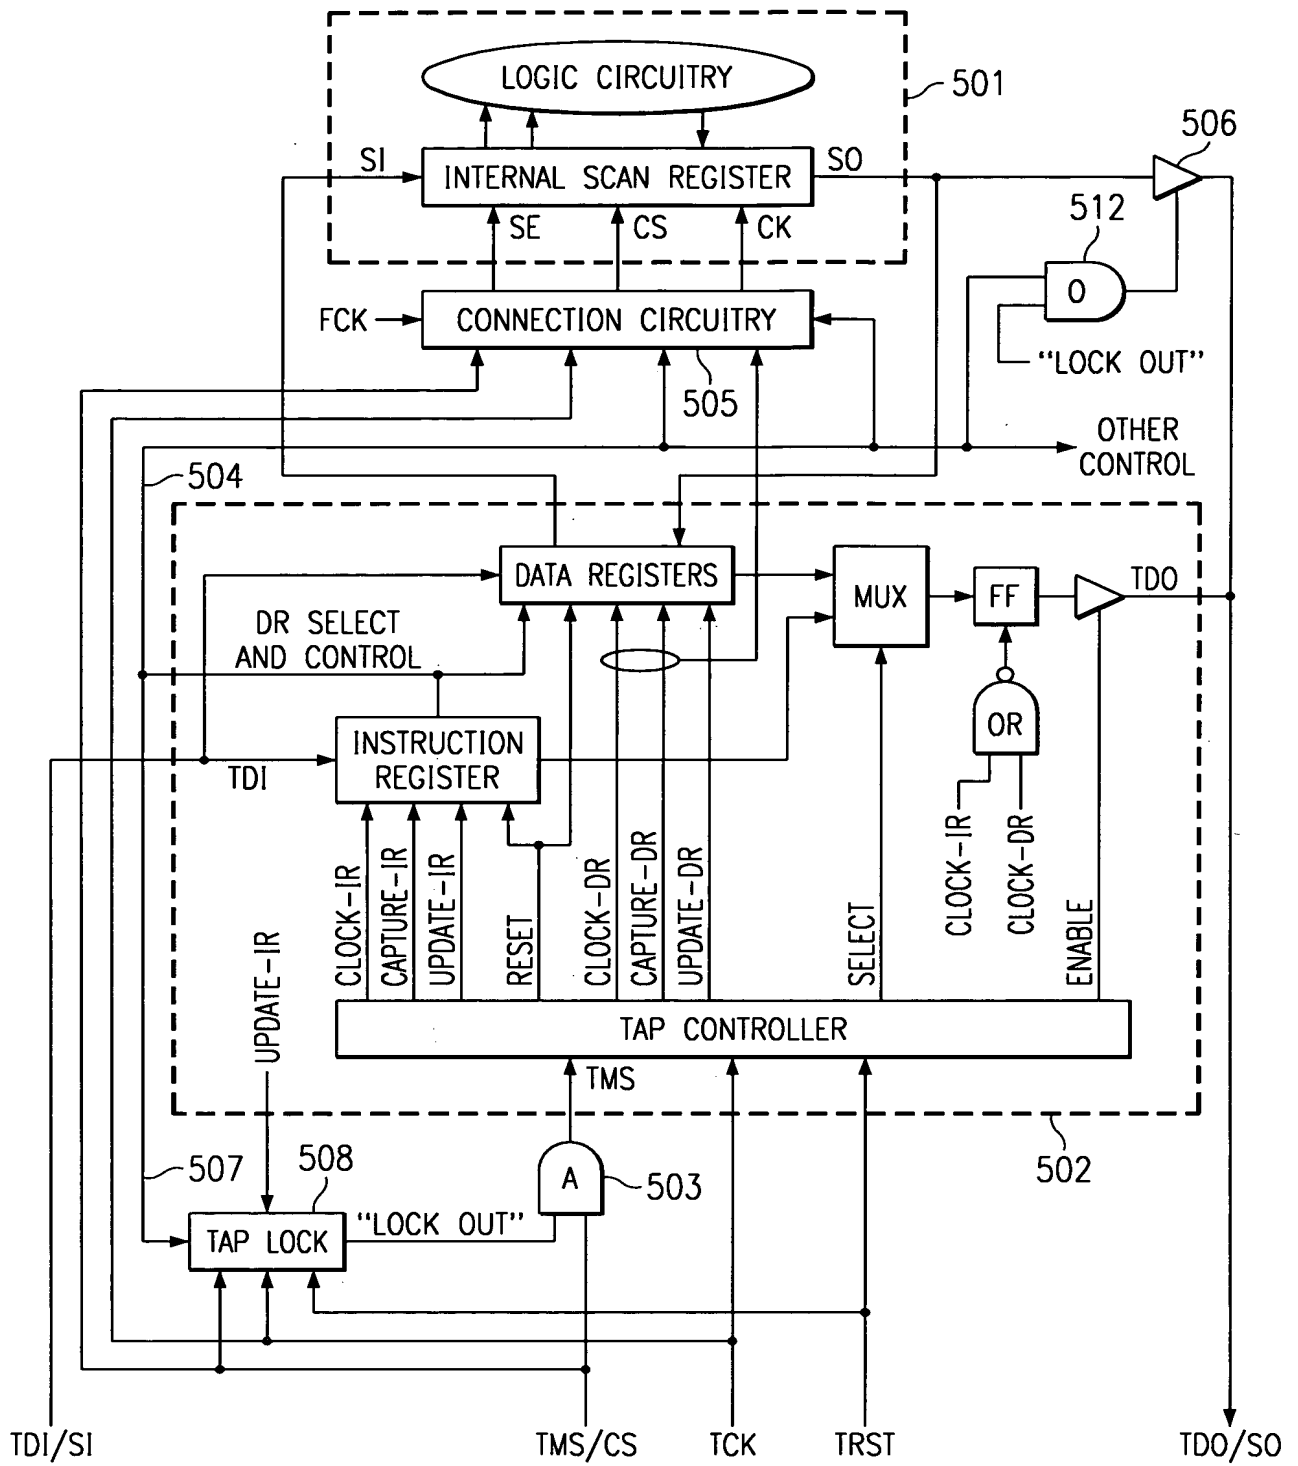 LOGIC CIRCUITRY
501
506
SI
INTERNAL SCAN REGISTER
SO
512
SE
CS
CK
O
FCK
CONNECTION CIRCUITRY
"LOCK OUT"
505
OTHER
CONTROL
504
DATA REGISTERS
MUX
FF
TDO
DR SELECT
AND CONTROL
OR
INSTRUCTION
REGISTER
TDI
CLOCK-IR
CAPTURE-IR
UPDATE-IR
RESET
CLOCK-DR
CAPTURE-DR
UPDATE-DR
SELECT
CLOCK-IR
CLOCK-DR
ENABLE
UPDATE-IR
TAP CONTROLLER
TMS
507
508
A
503
502
TAP LOCK
"LOCK OUT"
TDI/SI
TMS/CS
TCK
TRST
TDO/SO